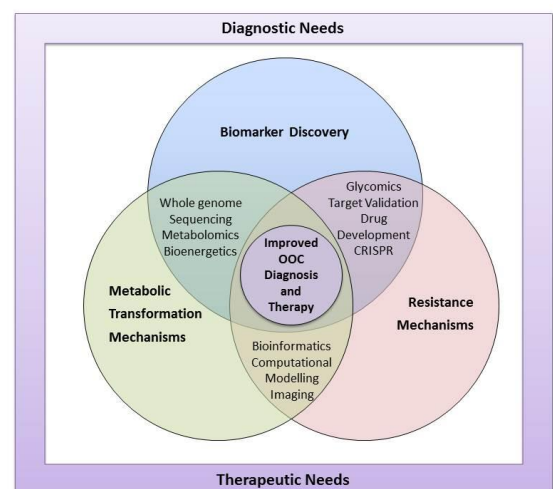 Diagnostic Needs
Biomarker Discovery
Whole genome
Sequencing
Metabolomics
Bioenergetics
Glycomics
Target Validation
Drug
Development
CRISPR
Improved
OOC
Diagnosis
and
Therapy
Metabolic
Transformation
Mechanisms
Resistance
Mechanisms
Bioinformatics
Computational
Modelling
Imaging
Therapeutic Needs